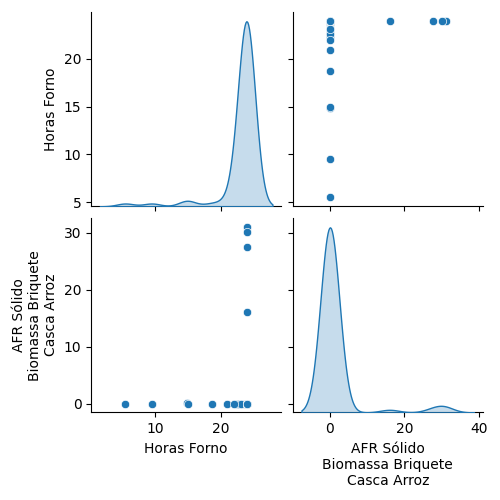 Horas Forno
20
15
10
5
AFR Sólido
Biomassa Briquete
Casca Arroz
30
20
10
0
10 20
0 20 40
Horas Forno
AFR Sólido
Biomassa Briquete
Casca Arroz